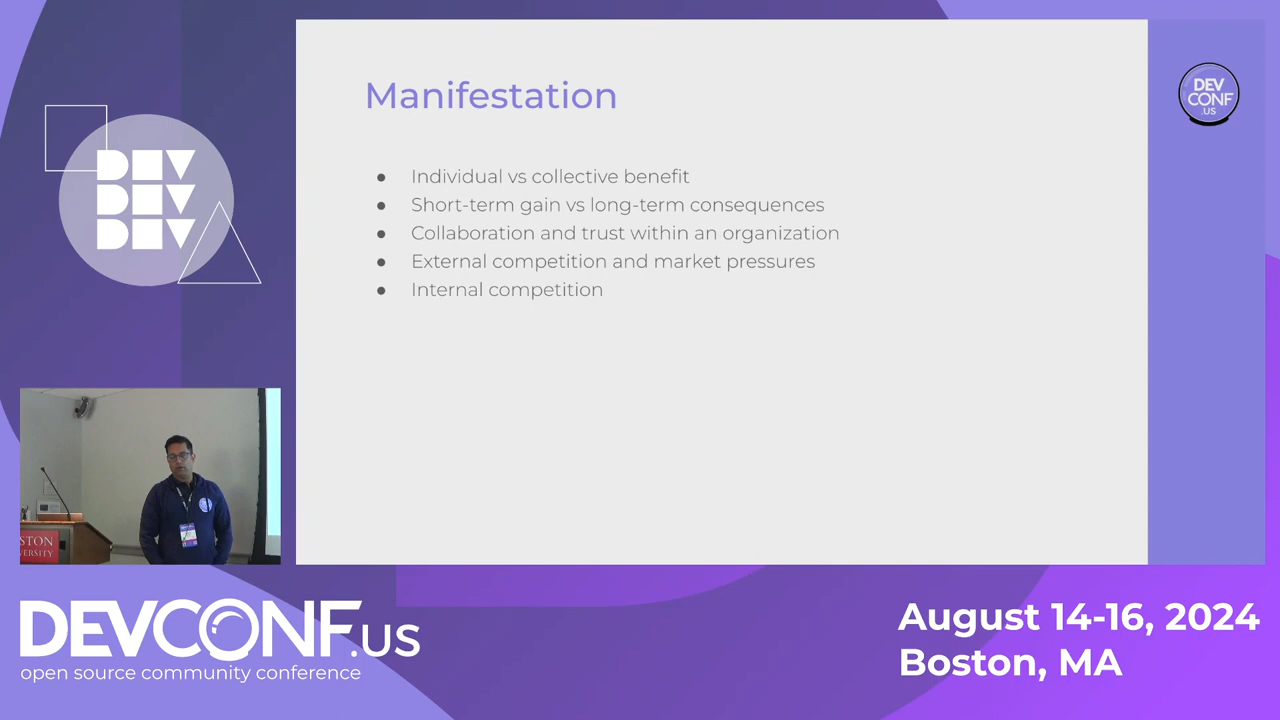 DEV
DEV
DEV
Manifestation
DEV
CONF
.US
● Individual vs collective benefit
● Short-term gain vs long-term consequences
● Collaboration and trust within an organization
● External competition and market pressures
● Internal competition
STON
VERSITY
DEVCONF.US
open source community conference
August 14-16, 2024
Boston, MA